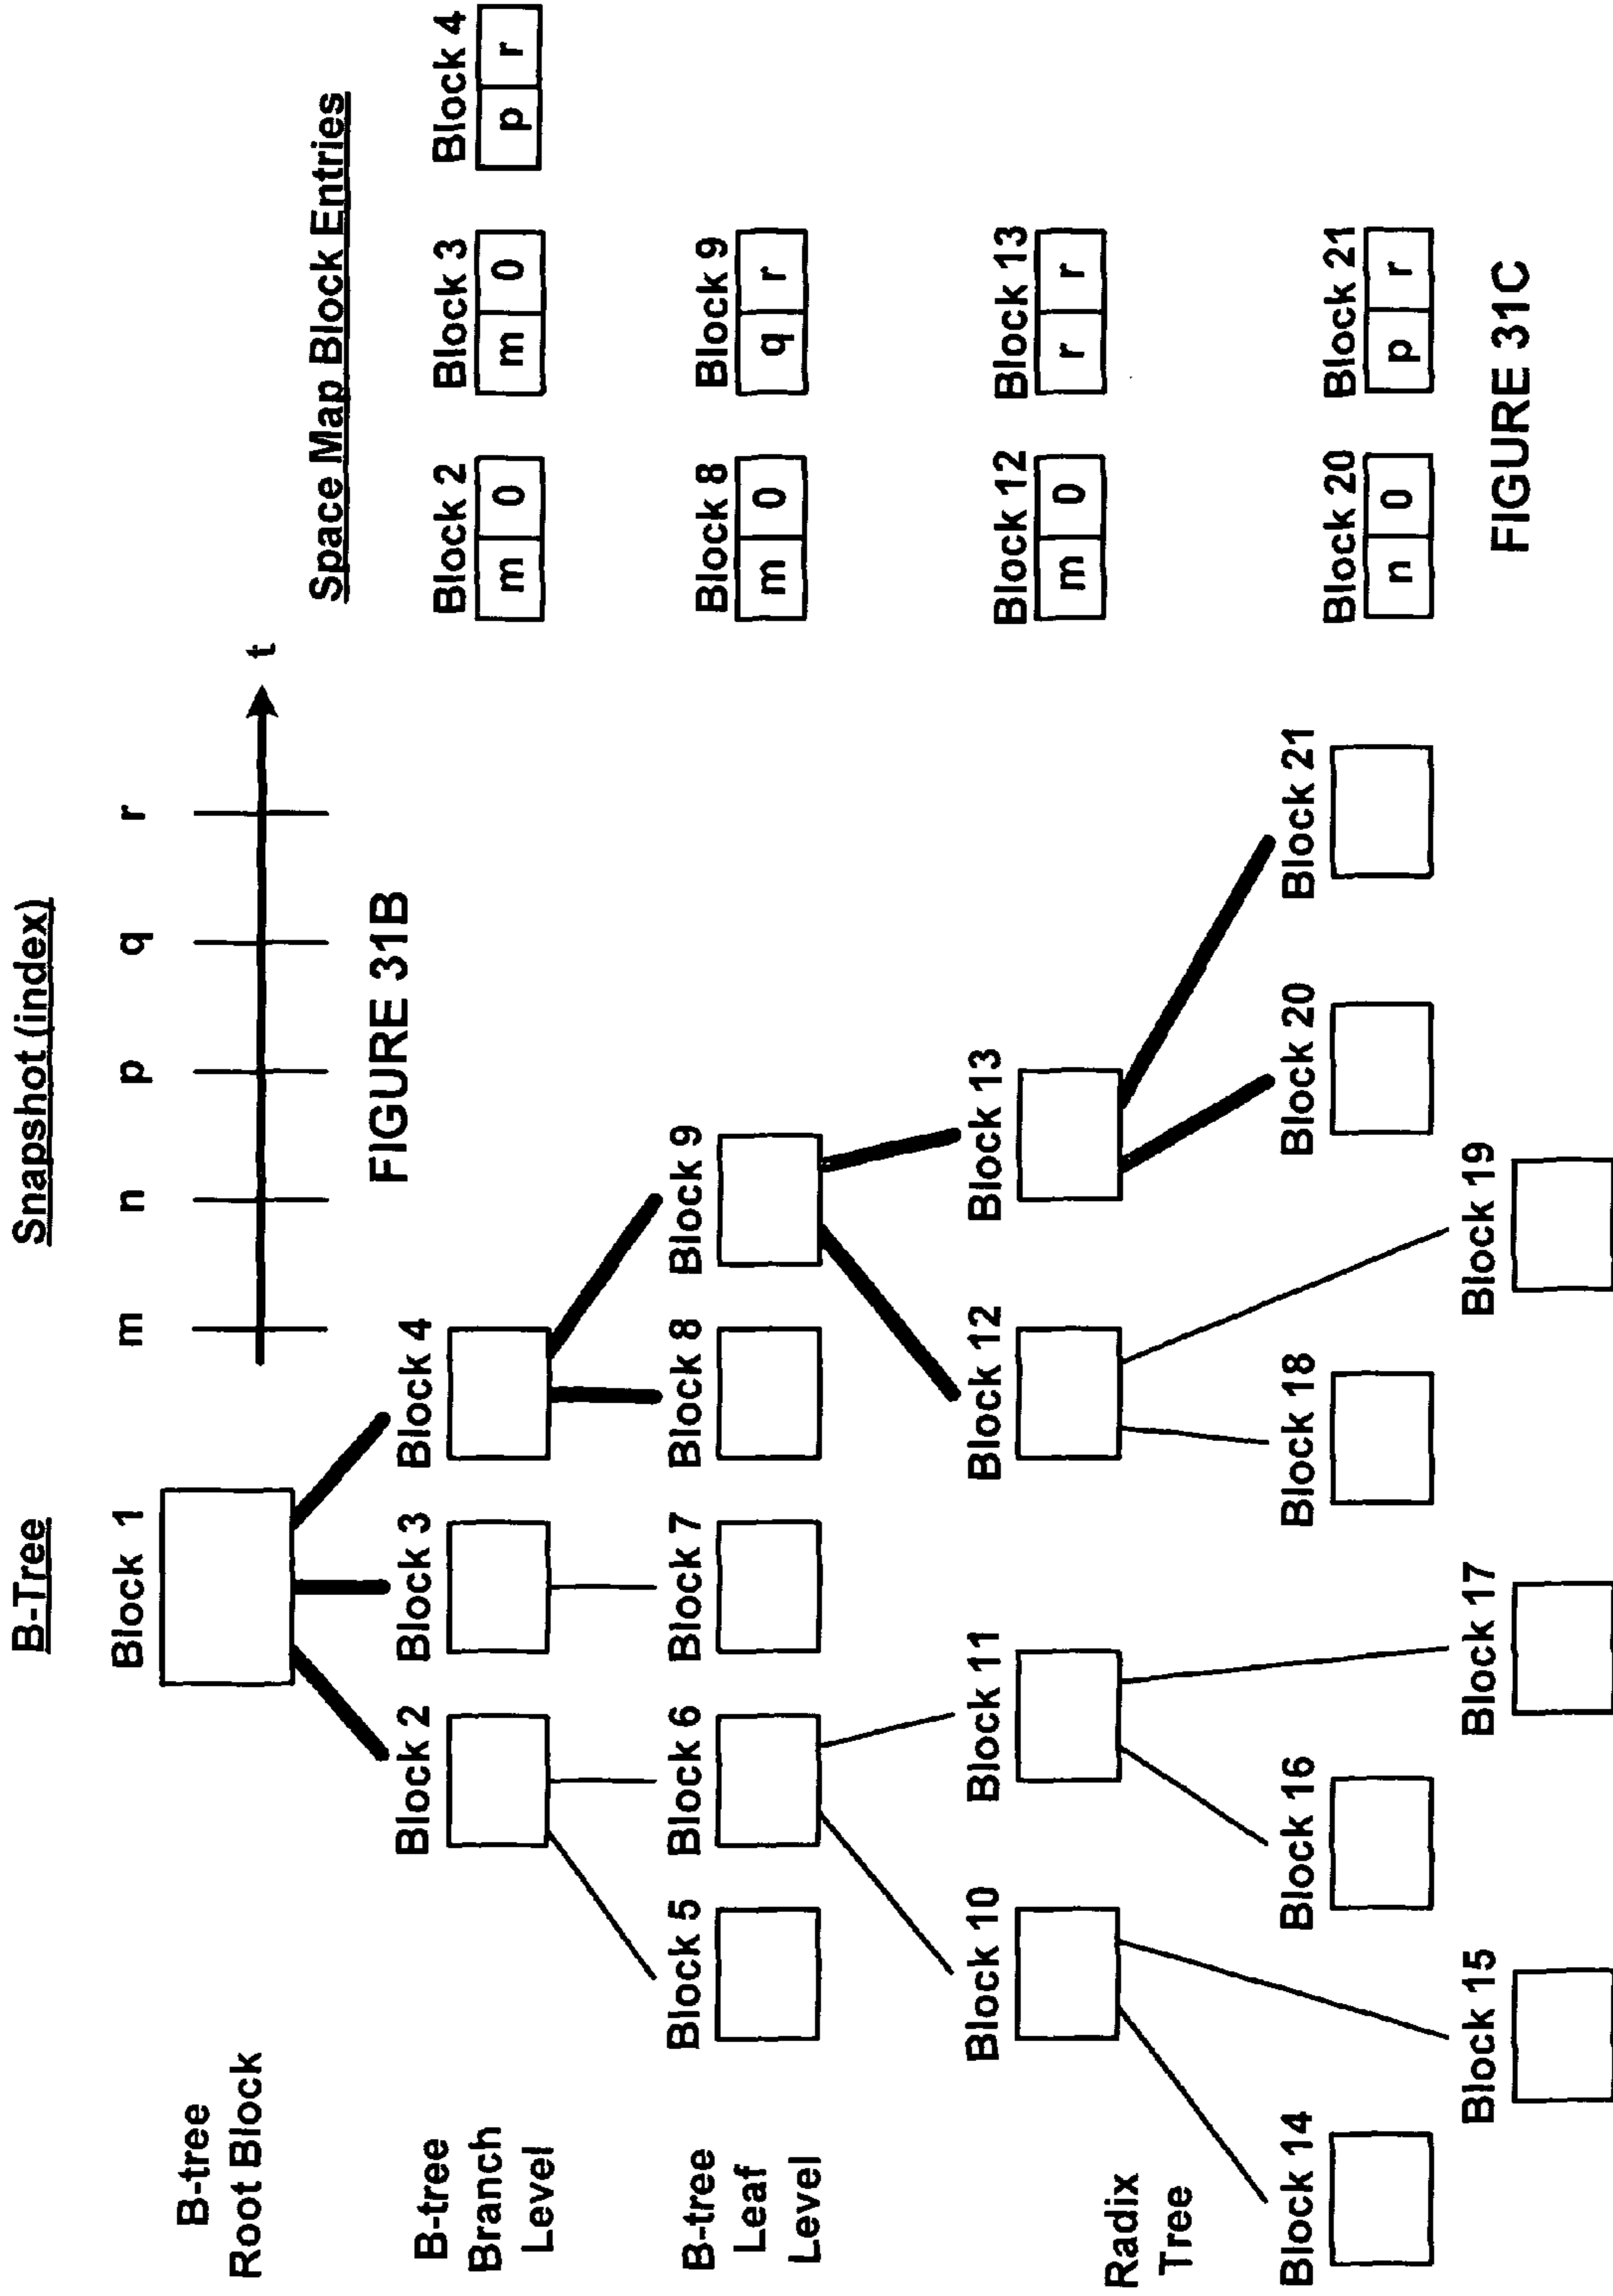 B-Tree
Snapshot (index)
m n p q r
t
FIGURE 31B
Space Map Block Entries
B-tree
Root Block
Block 1
B-tree
Branch
Level
Block 2 Block 3 Block 4
B-tree
Leaf
Level
Block 5 Block 6 Block 7 Block 8 Block 9
Radix
Tree
Block 10 Block 11 Block 12 Block 13
Block 14 Block 16 Block 18 Block 20 Block 21
Block 15 Block 17 Block 19
Block 2 Block 3 Block 4
m 0 m 0 p r
Block 8 Block 9
m 0 q r
Block 12 Block 13
m 0 r r
Block 20 Block 21
n 0 p r
FIGURE 31C